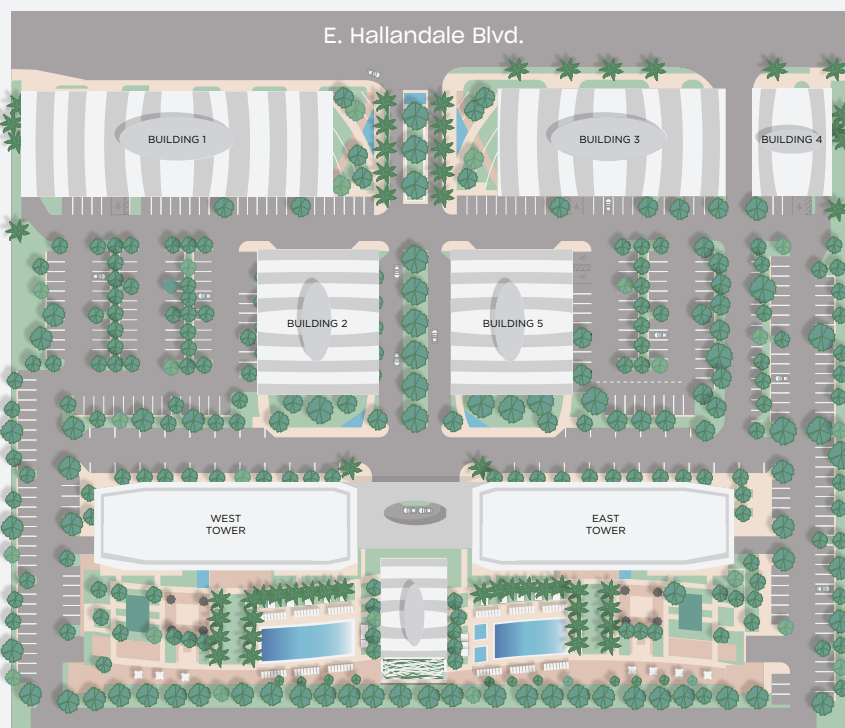 E. Hallandale Blvd.
BUILDING 1
BUILDING 3
BUILDING 4
BUILDING 2
BUILDING 5
WEST
TOWER
EAST
TOWER